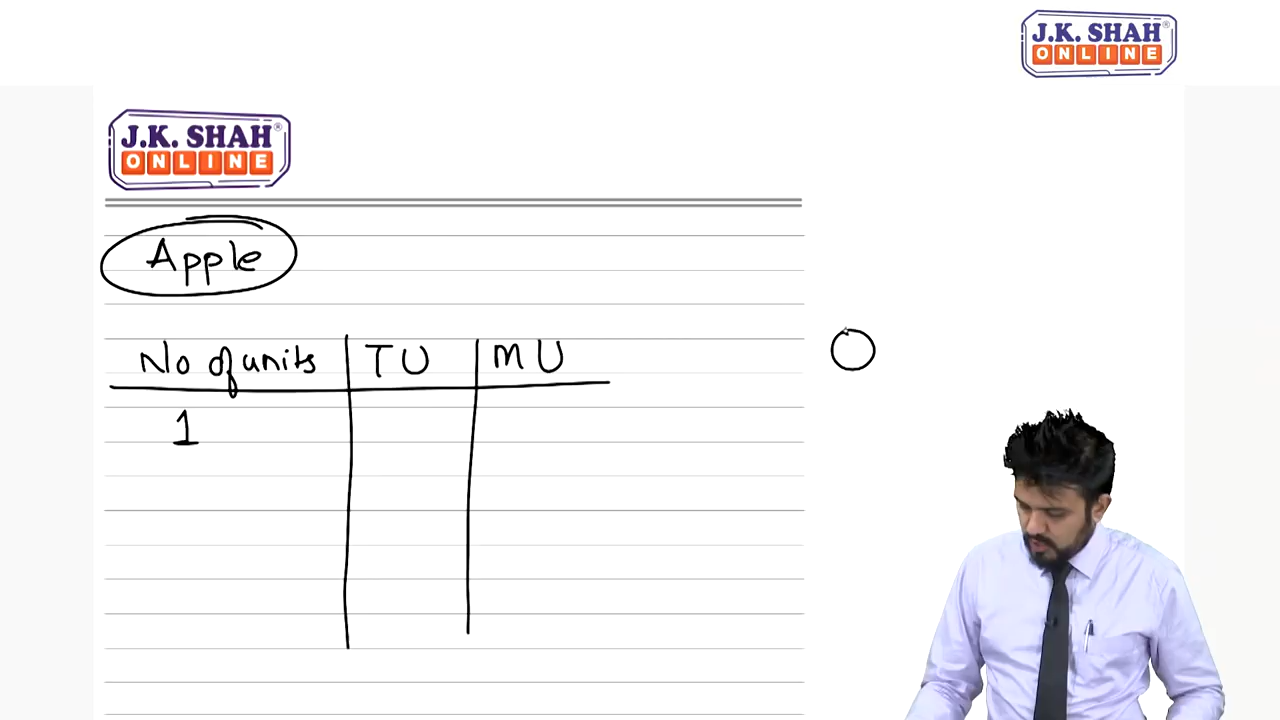 J.K. SHAH®
ONLINE
J.K. SHAH®
ONLINE
Apple
No of units TU MU
1